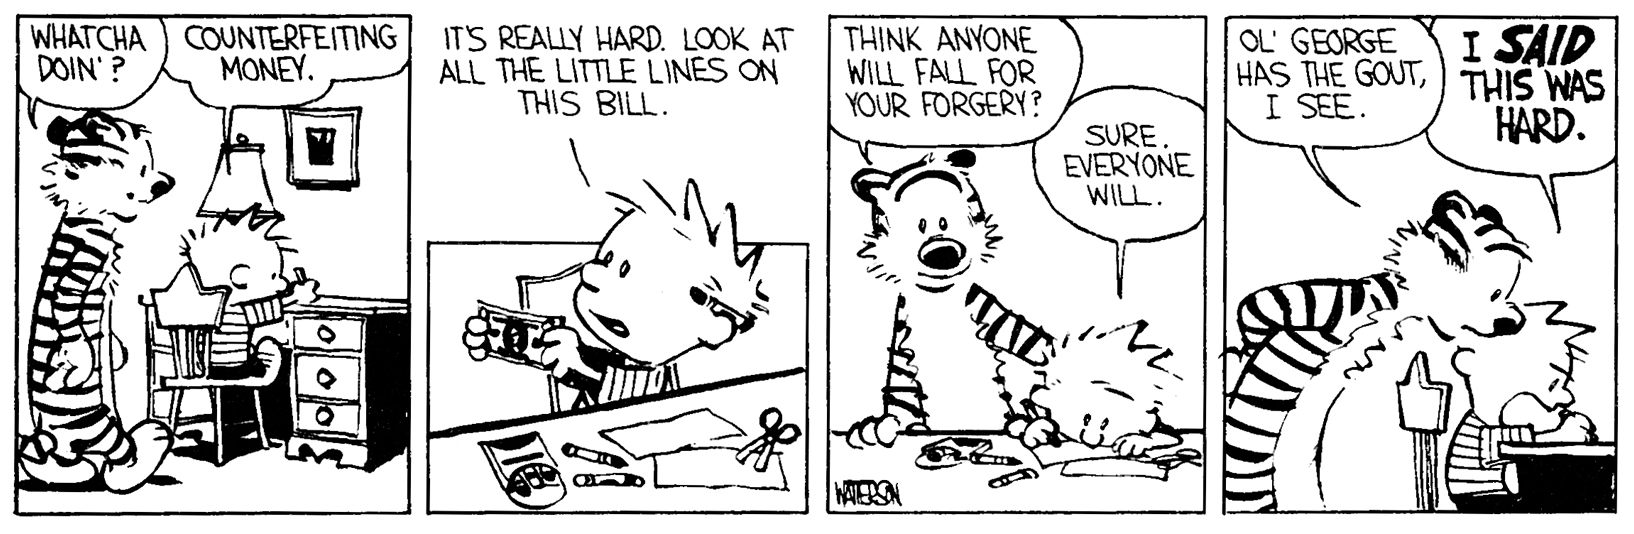 WHATCHA
DOIN'?
COUNTERFEITING
MONEY.
IT'S REALLY HARD. LOOK AT
ALL THE LITTLE LINES ON
THIS BILL.
THINK ANYONE
WILL FALL FOR
YOUR FORGERY?
SURE.
EVERYONE
WILL.
WATTERSON
OL' GEORGE
HAS THE GOUT,
I SEE.
I SAID
THIS WAS
HARD.